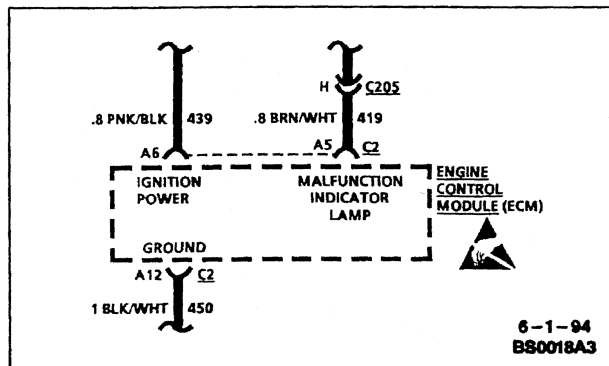 H C205
.8 PNK/BLK 439 .8 BRN/WHT 419
A6 A5 C2
IGNITION
POWER
MALFUNCTION
INDICATOR
LAMP
ENGINE
CONTROL
MODULE (ECM)
GROUND
A12 C2
1 BLK/WHT 450
6-1-94
BS0018A3